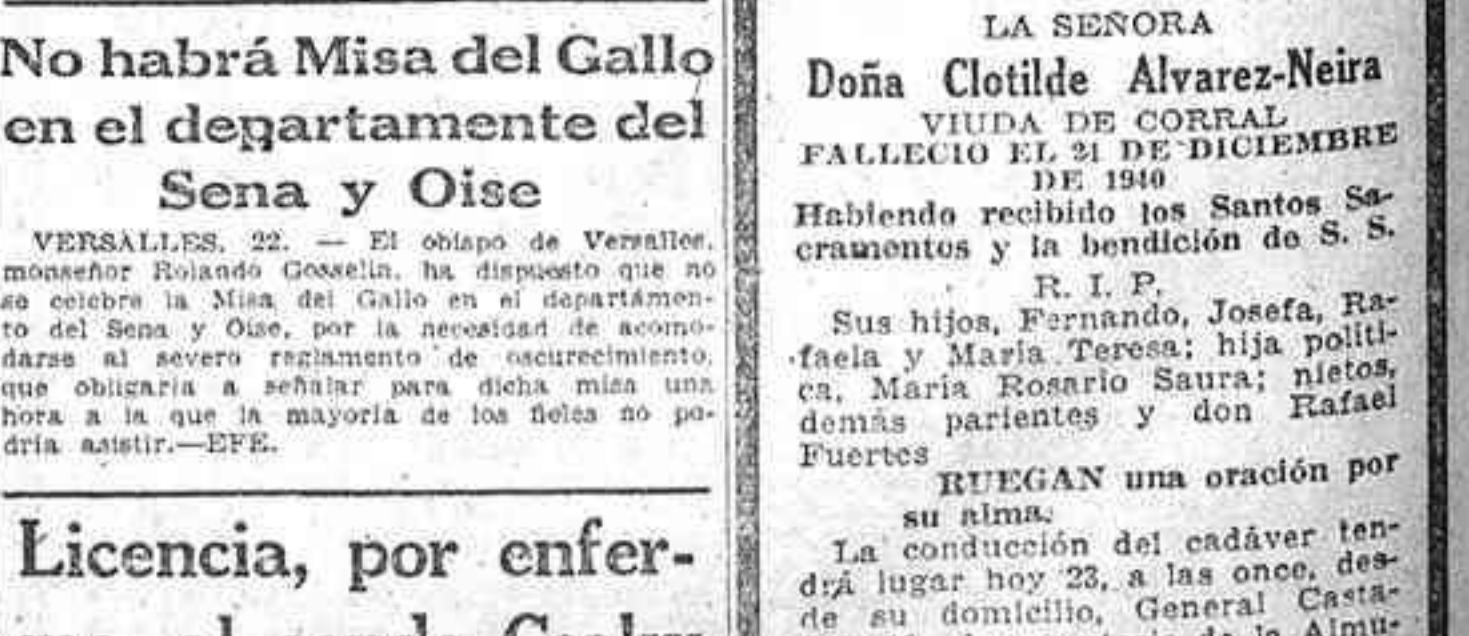 No habrá Misa del Gallo
en el departamente del
Sena y Oise
VERSALLES, 22. — El obispo de Versalles,
monseñor Rolando Gosselin, ha dispuesto que no
se celebre la Misa del Gallo en el departamen-
to del Sena y Oise, por la necesidad de acomo-
darse al severo reglamento de oscurecimiento,
que obligaría a señalar para dicha misa una
hora a la que la mayoría de los fieles no po-
dría asistir.—EFE.
Licencia, por enfer-
LA SEÑORA
Doña Clotilde Alvarez-Neira
VIUDA DE CORRAL
FALLECIO EL 21 DE DICIEMBRE
DE 1940
Habiendo recibido los Santos Sa-
cramentos y la bendición de S. S.
R. I. P.
Sus hijos, Fernando, Josefa, Ra-
faela y María Teresa; hija políti-
ca, María Rosario Saura; nietos,
demás parientes y don Rafael
Fuertes
RUEGAN una oración por
su alma.
La conducción del cadáver ten-
drá lugar hoy 23, a las once, des-
de su domicilio, General Casta-
de la Almu-